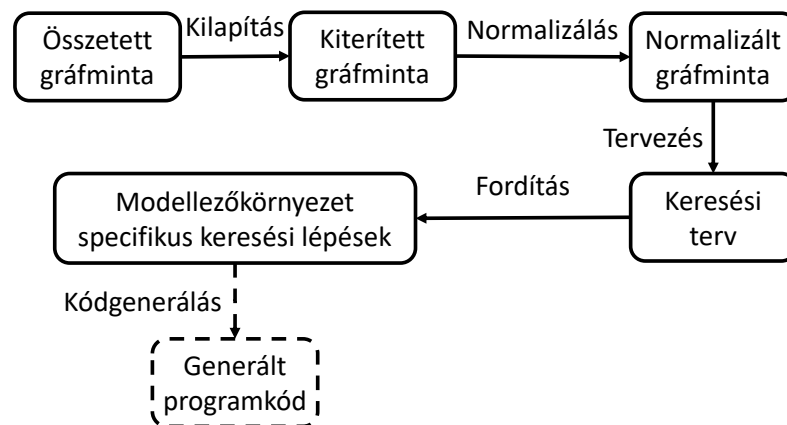 Összetett
gráfminta
Kilapítás
Kiterített
gráfminta
Normalizálás
Normalizált
gráfminta
Tervezés
Keresési
terv
Fordítás
Modellezőkörnyezet
specifikus keresési lépések
Kódgenerálás
Generált
programkód